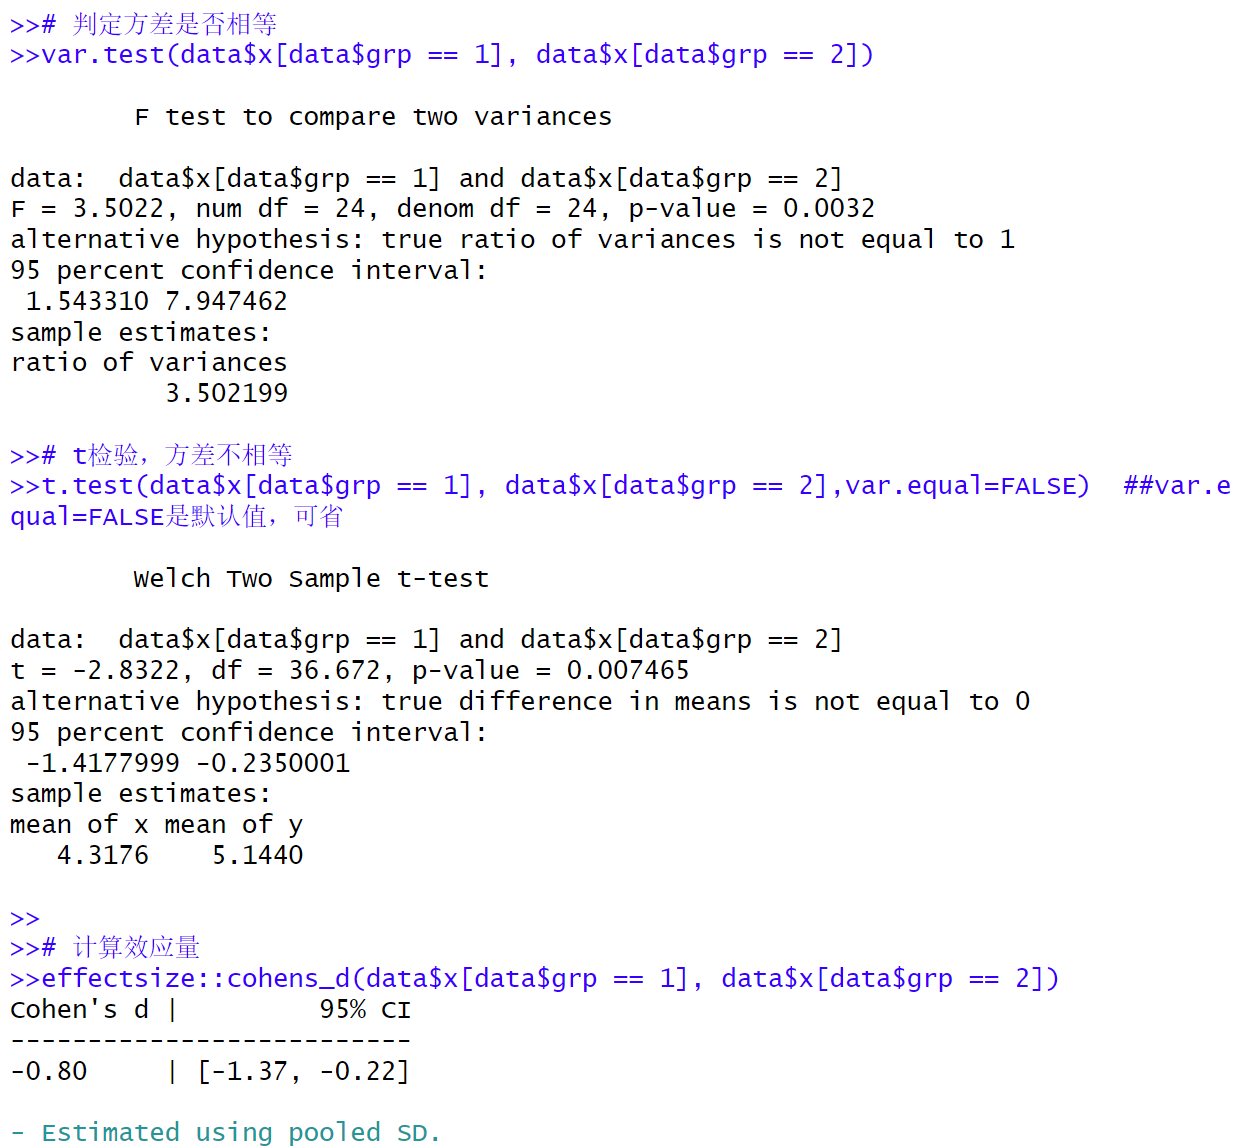 >># 判定方差是否相等
>>var.test(data$x[data$grp == 1], data$x[data$grp == 2])
F test to compare two variances
data:  data$x[data$grp == 1] and data$x[data$grp == 2]
F = 3.5022, num df = 24, denom df = 24, p-value = 0.0032
alternative hypothesis: true ratio of variances is not equal to 1
95 percent confidence interval:
 1.543310 7.947462
sample estimates:
ratio of variances
          3.502199
>># t检验，方差不相等
>>t.test(data$x[data$grp == 1], data$x[data$grp == 2],var.equal=FALSE)  ##var.e
qual=FALSE是默认值，可省
Welch Two Sample t-test
data:  data$x[data$grp == 1] and data$x[data$grp == 2]
t = -2.8322, df = 36.672, p-value = 0.007465
alternative hypothesis: true difference in means is not equal to 0
95 percent confidence interval:
 -1.4177999 -0.2350001
sample estimates:
mean of x mean of y
   4.3176    5.1440
>>
>># 计算效应量
>>effectsize::cohens_d(data$x[data$grp == 1], data$x[data$grp == 2])
Cohen's d |         95% CI
--------------------------
-0.80     | [-1.37, -0.22]
- Estimated using pooled SD.